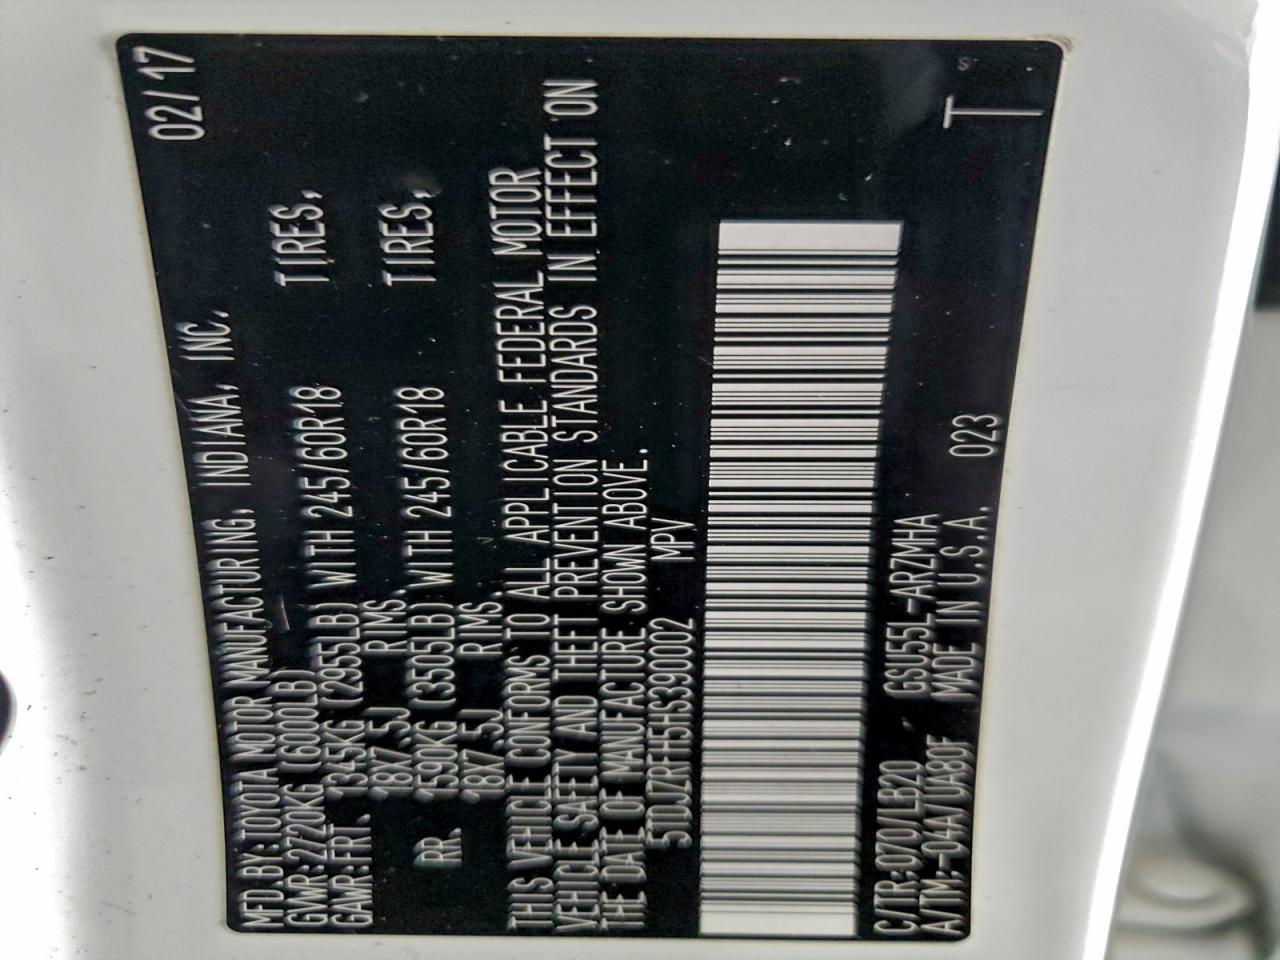 MFD.BY: TOYOTA MOTOR MANUFACTURING, INDIANA, INC. 02/17
GVWR:2720KG (6000LB)
GAWR:FRT. 1345KG (2955LB) WITH 245/60R18 TIRES,
18X7.5J RIMS,
RR. 1590KG (3505LB) WITH 245/60R18 TIRES,
18X7.5J RIMS,
THIS VEHICLE CONFORMS TO ALL APPLICABLE FEDERAL MOTOR
VEHICLE SAFETY AND THEFT PREVENTION STANDARDS IN EFFECT ON
THE DATE OF MANUFACTURE SHOWN ABOVE.
5TDJZRFH5HS390002 MPV
C/TR:070/LB20 GSU55L-ARZMHA
A/TM:-04A/UA80F MADE IN U.S.A. 023
T
S